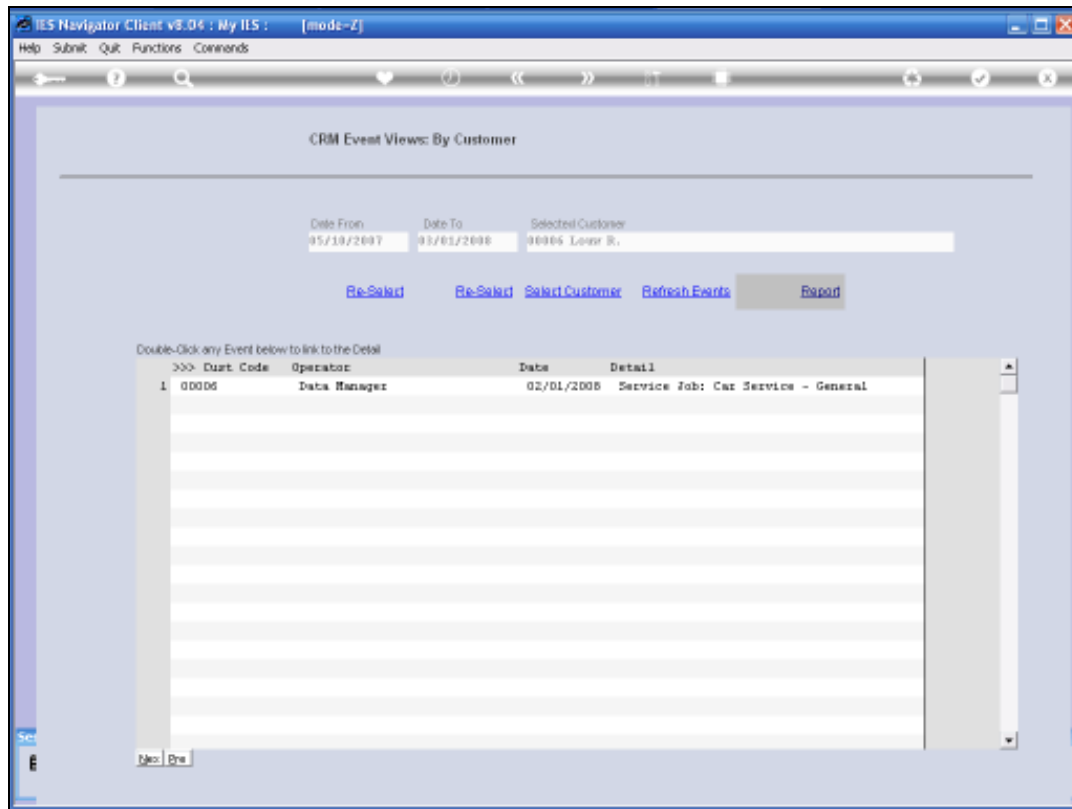 IES Navigator Client v8.04 : My IES : [mode-Z]
Help Submit Quit Functions Commands
CRM Event Views: By Customer
Date From Date To Selected Customer
05/10/2007 03/01/2008 00006 Louw R.
Re-Select Re-Select Select Customer Refresh Events Report
Double-Click any Event below to link to the Detail
>>> Cust Code Operator Date Detail
1 00006 Data Manager 02/01/2008 Service Job: Car Service - General
Nex Pre